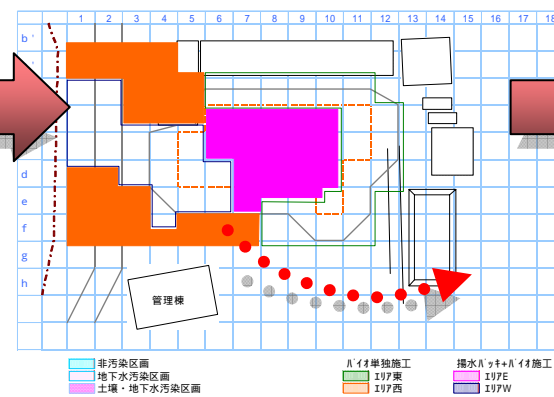 1 2 3 4 5 6 7 8 9 10 11 12 13 14 15 16 17 18
b'
d
e
f
g
h
管理棟
非汚染区画
地下水汚染区画
土壌・地下水汚染区画
ﾊﾞｲｵ単独施工
ｴﾘｱ東
ｴﾘｱ西
揚水ﾊﾞｯｷ+ﾊﾞｲｵ施工
ｴﾘｱE
ｴﾘｱW